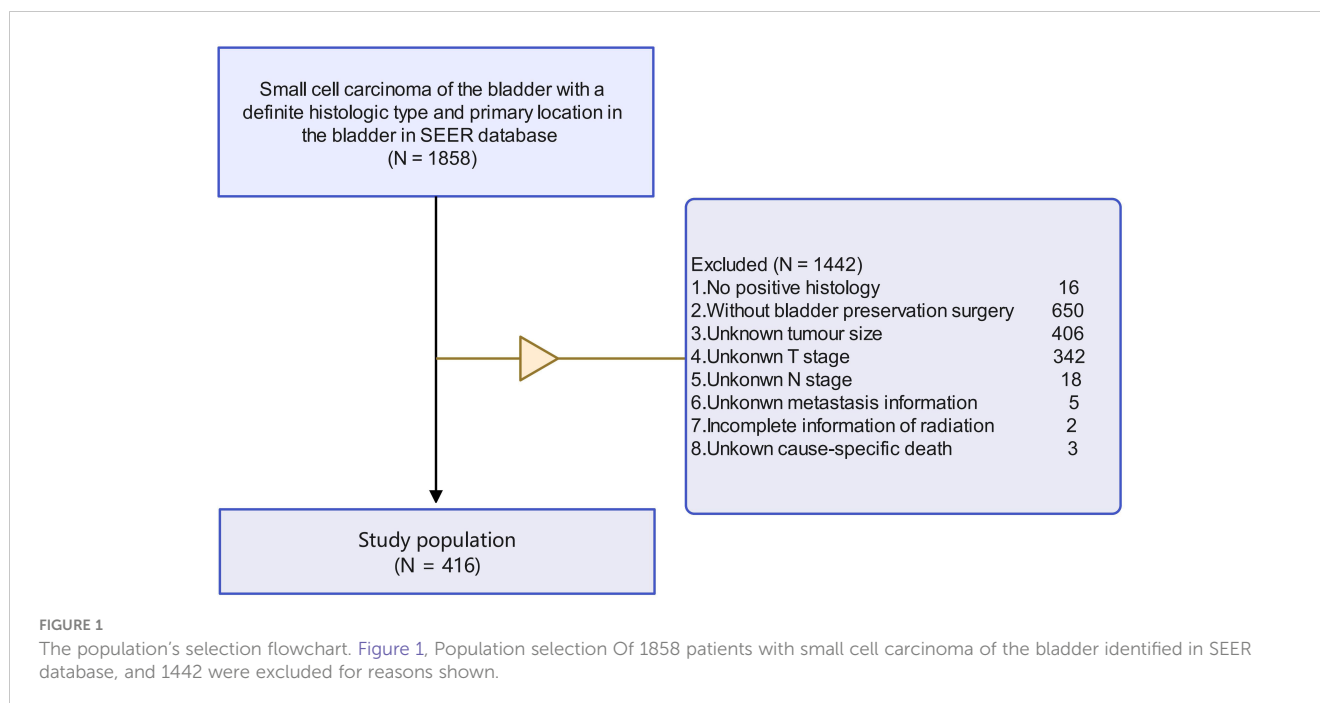 Small cell carcinoma of the bladder with a
definite histologic type and primary location in
the bladder in SEER database
(N = 1858)
Excluded (N = 1442)
1.No positive histology 16
2.Without bladder preservation surgery 650
3.Unknown tumour size 406
4.Unkonwn T stage 342
5.Unkonwn N stage 18
6.Unkonwn metastasis information 5
7.Incomplete information of radiation 2
8.Unkown cause-specific death 3
Study population
(N = 416)
FIGURE 1
The population’s selection flowchart. Figure 1, Population selection Of 1858 patients with small cell carcinoma of the bladder identified in SEER
database, and 1442 were excluded for reasons shown.